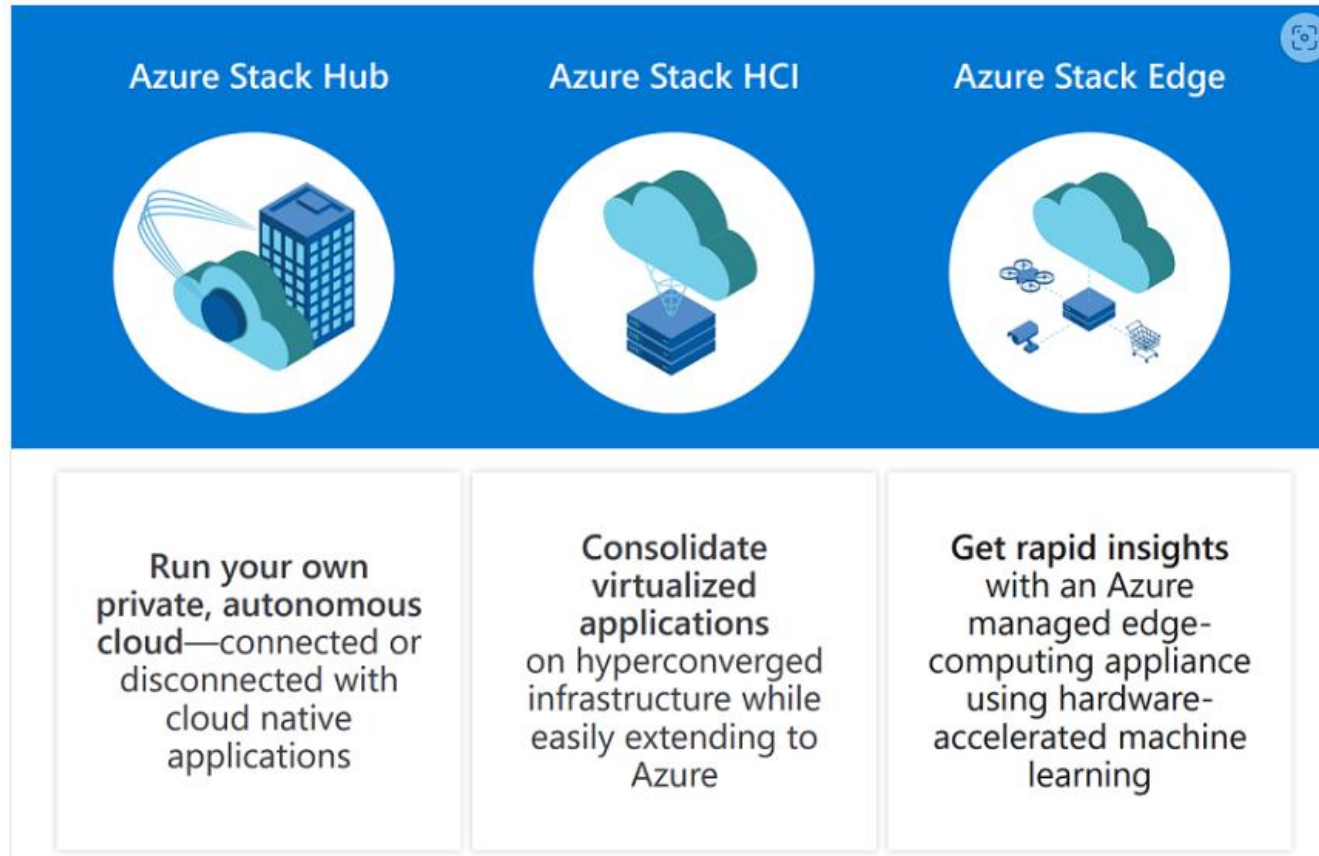 Azure Stack Hub
Azure Stack HCI
Azure Stack Edge
Run your own
private, autonomous
cloud—connected or
disconnected with
cloud native
applications
Consolidate
virtualized
applications
on hyperconverged
infrastructure while
easily extending to
Azure
Get rapid insights
with an Azure
managed edge-
computing appliance
using hardware-
accelerated machine
learning